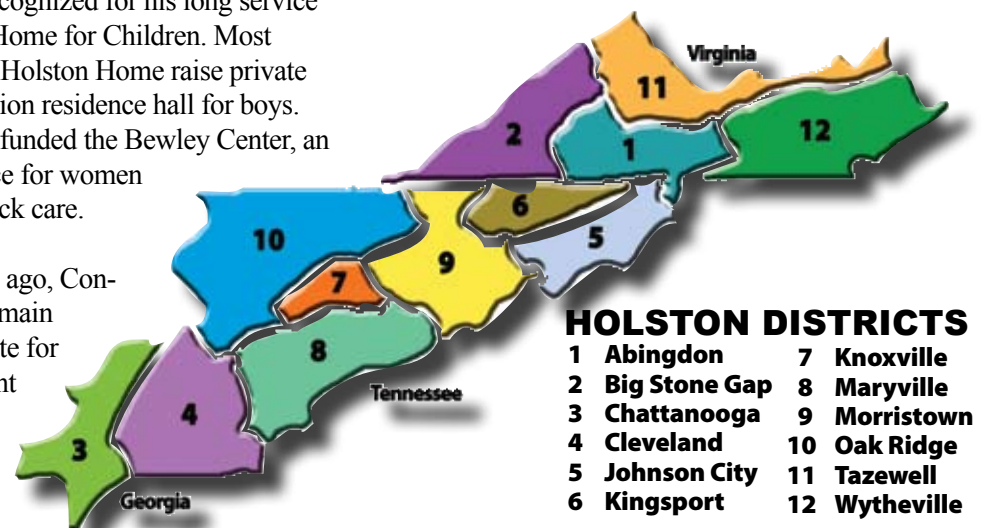 cognized for his long service
Home for Children. Most
Holston Home raise private
ion residence hall for boys.
funded the Bewley Center, an
e for women
ck care.
ago, Con-
main
te for
nt
Virginia
11
2
1
12
6
10
5
9
7
8
Tennessee
4
3
Georgia
HOLSTON DISTRICTS
1 Abingdon
2 Big Stone Gap
3 Chattanooga
4 Cleveland
5 Johnson City
6 Kingsport
7 Knoxville
8 Maryville
9 Morristown
10 Oak Ridge
11 Tazewell
12 Wytheville